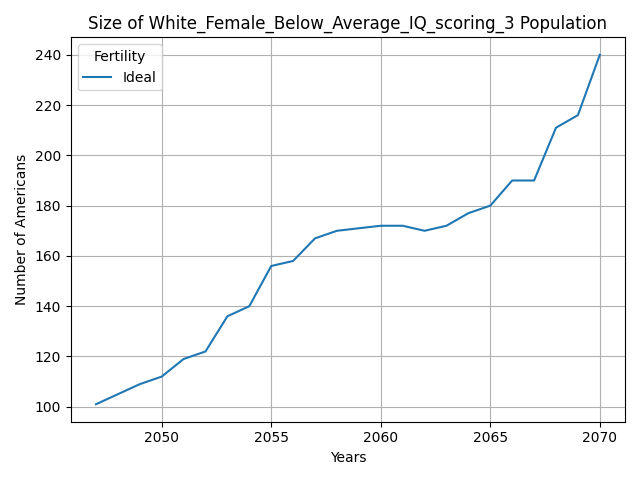 Size of White_Female_Below_Average_IQ_scoring_3 Population
Fertility
Ideal
Number of Americans
240
220
200
180
160
140
120
100
2050 2055 2060 2065 2070
Years